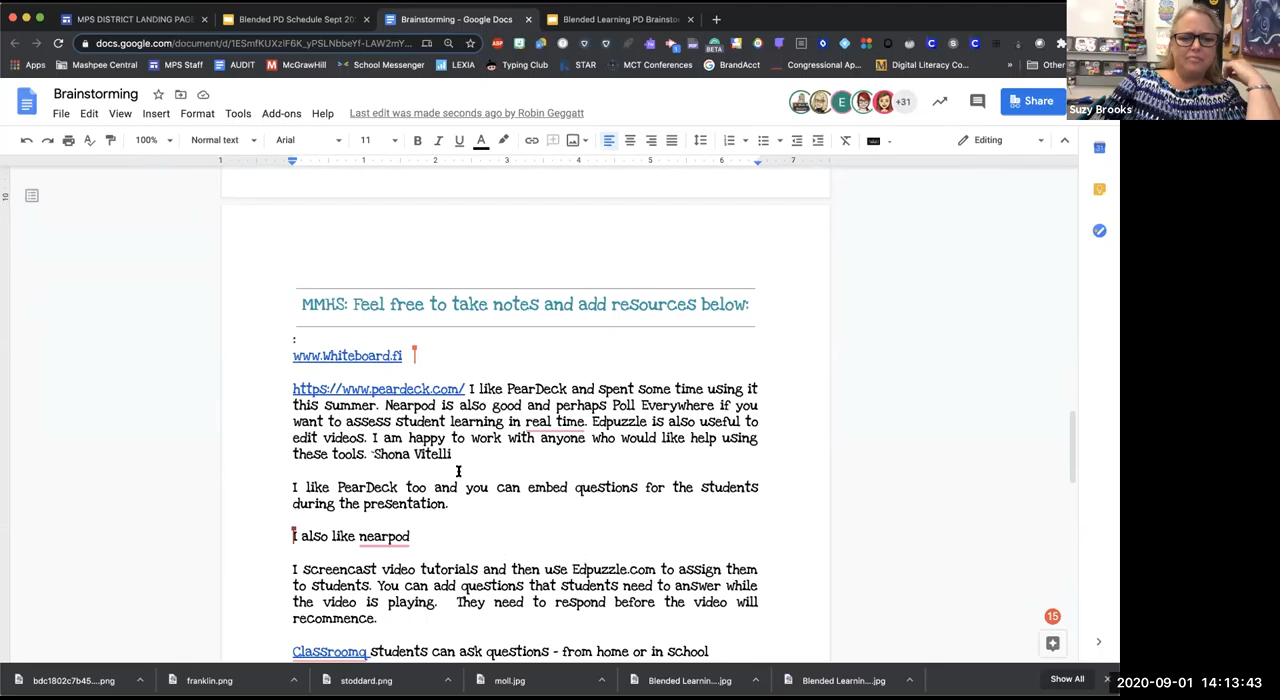 MPS DISTRICT LANDING PAG
Blended PD Schedule Sept 20
Brainstorming - Google Docs
Blended Learning PD Brainsto
docs.google.com/document/d/1ESmfKUXzIF6K_yPSLNbbeYf-LAW2mY...
BETA
Apps
Mashpee Central
MPS Staff
AUDIT
McGrawHill
School Messenger
LEXIA
Typing Club
STAR
MCT Conferences
BrandAcct
Congressional Ap...
Digital Literacy Co...
»
Other
Suzy Brooks
Brainstorming
File Edit View Insert Format Tools Add-ons Help
Last edit was made seconds ago by Robin Geggatt
E
+31
Share
100%
Normal text
Arial
11
B I U A
Editing
1 1 2 3 4 5 6 7
MMHS: Feel free to take notes and add resources below:
:
www.Whiteboard.fi
https://www.peardeck.com/ I like PearDeck and spent some time using it
this summer. Nearpod is also good and perhaps Poll Everywhere if you
want to assess student learning in real time. Edpuzzle is also useful to
edit videos. I am happy to work with anyone who would like help using
these tools. ~Shona Vitelli
I like PearDeck too and you can embed questions for the students
during the presentation.
I also like nearpod
I screencast video tutorials and then use Edpuzzle.com to assign them
to students. You can add questions that students need to answer while
the video is playing. They need to respond before the video will
recommence.
Classroomq students can ask questions - from home or in school
15
bdc1802c7b45....png
franklin.png
stoddard.png
moll.jpg
Blended Learnin....jpg
Blended Learnin....jpg
Show All
2020-09-01 14:13:43